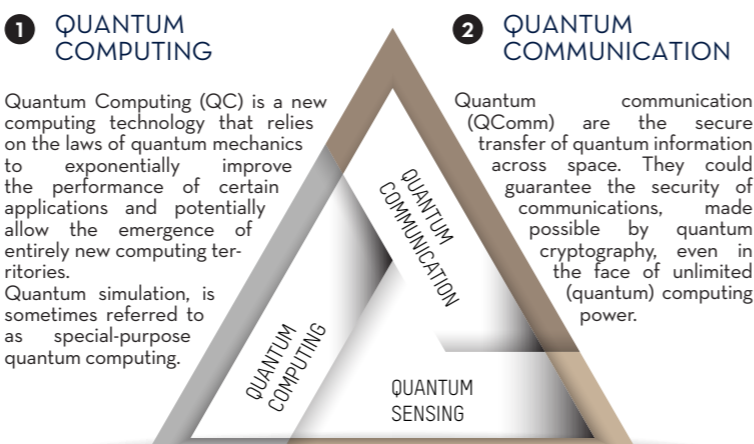 1 QUANTUM
COMPUTING
Quantum Computing (QC) is a new
computing technology that relies
on the laws of quantum mechanics
to exponentially improve
the performance of certain
applications and potentially
allow the emergence of
entirely new computing ter-
ritories.
Quantum simulation, is
sometimes referred to
as special-purpose
quantum computing.
2 QUANTUM
COMMUNICATION
Quantum communication
(QComm) are the secure
transfer of quantum information
across space. They could
guarantee the security of
communications, made
possible by quantum
cryptography, even in
the face of unlimited
(quantum) computing
power.
QUANTUM
COMMUNICATION
QUANTUM
COMPUTING
QUANTUM
SENSING